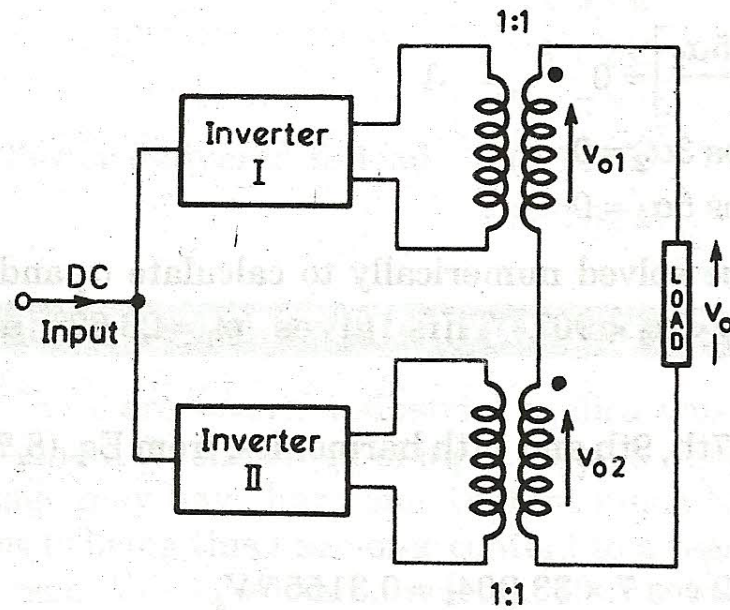 1:1
Inverter
I
Vo1
DC
Input
LOAD
Vo
Inverter
II
Vo2
1:1